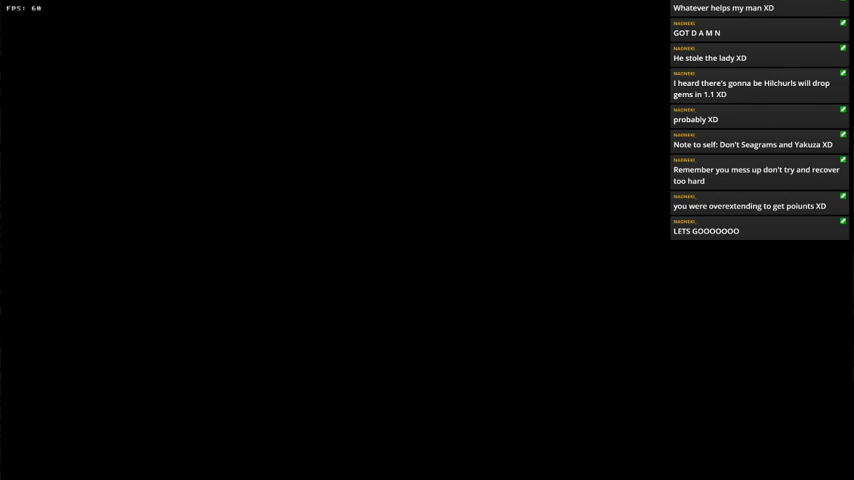 FPS: 60
Whatever helps my man XD
NAONEKI_
GOT D A M N
NAONEKI_
He stole the lady XD
NAONEKI_
I heard there's gonna be Hilchurls will drop
gems in 1.1 XD
NAONEKI_
probably XD
NAONEKI_
Note to self: Don't Seagrams and Yakuza XD
NAONEKI_
Remember you mess up don't try and recover
too hard
NAONEKI_
you were overextending to get poiunts XD
NAONEKI_
LETS GOOOOOOO